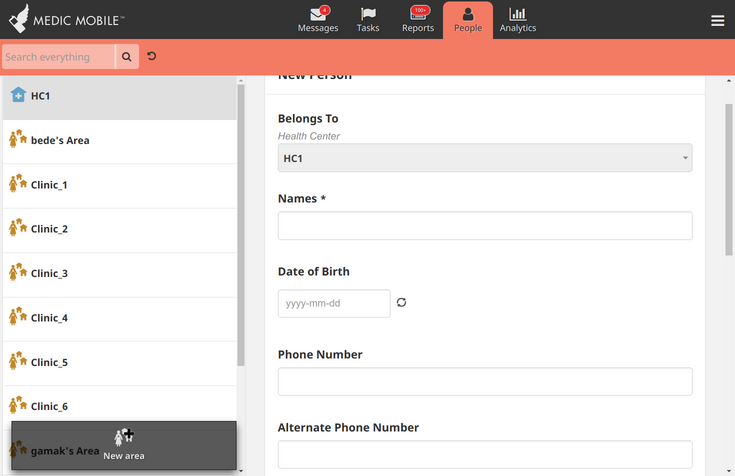 MEDIC MOBILE™
4
Messages
Tasks
100+
Reports
People
Analytics
Search everything
HC1
bede's Area
Clinic_1
Clinic_2
Clinic_3
Clinic_4
Clinic_5
Clinic_6
gamak's Area
New area
New Person
Belongs To
Health Center
HC1
Names *
Date of Birth
yyyy-mm-dd
Phone Number
Alternate Phone Number